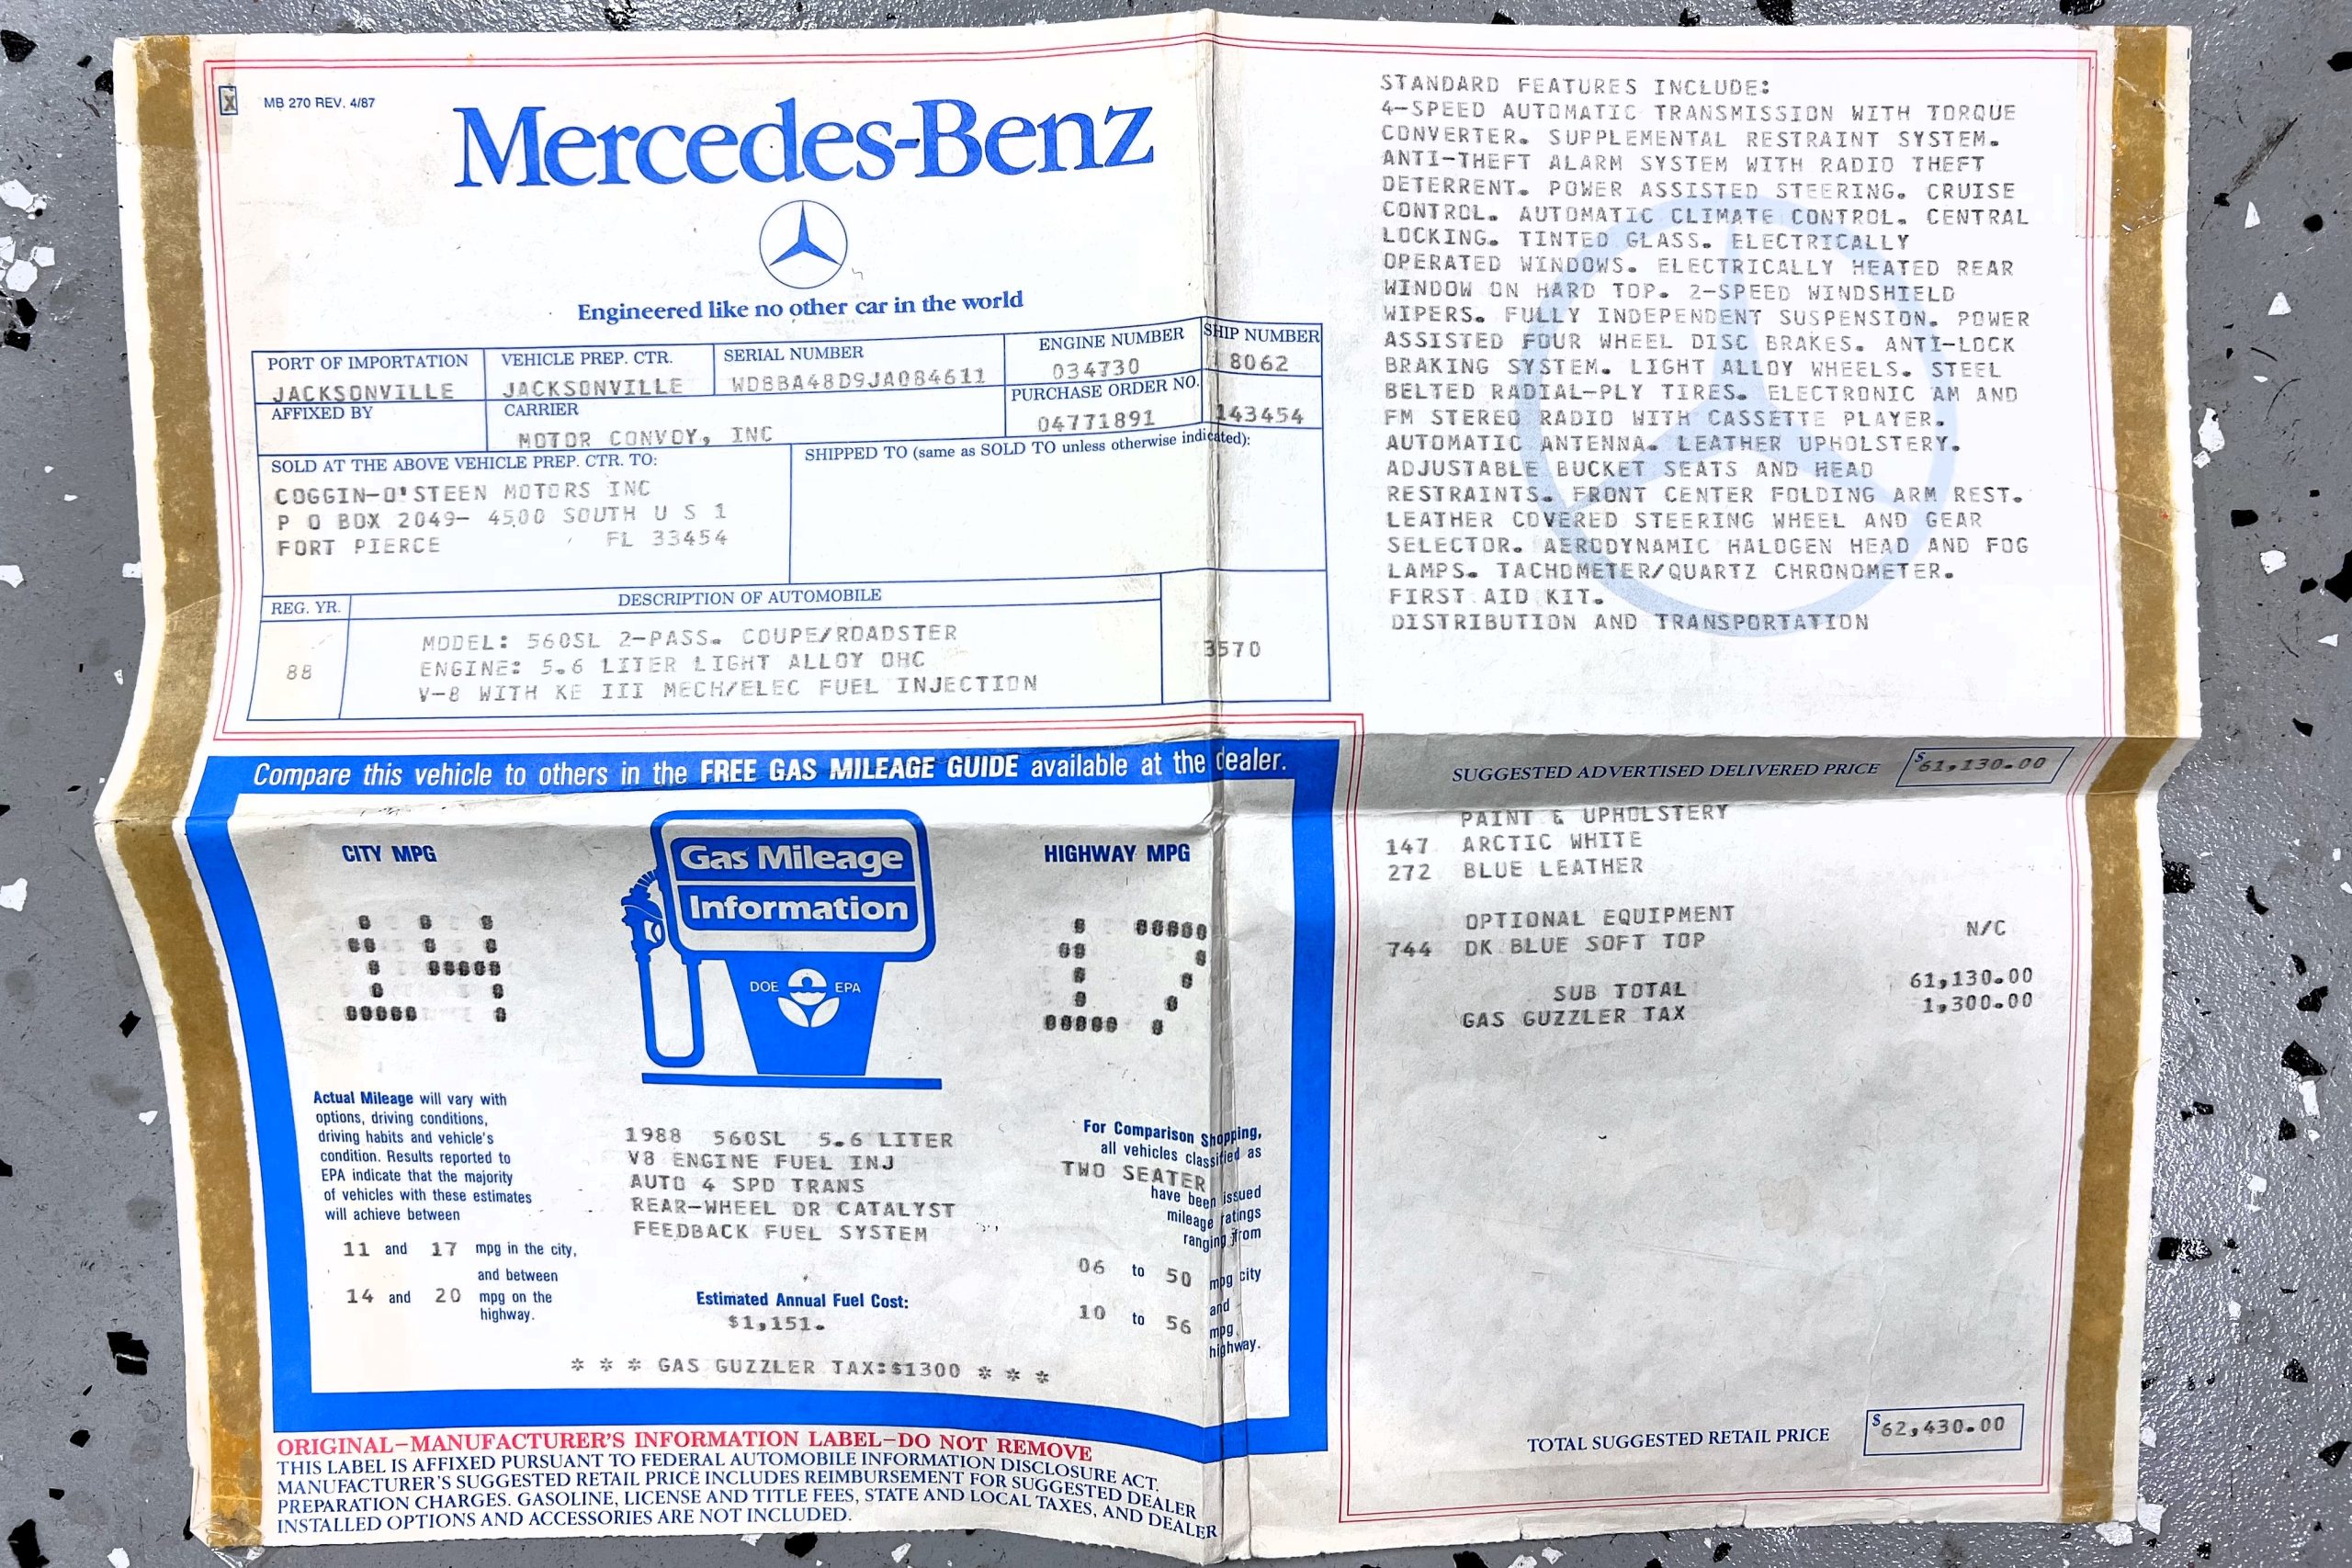 X MB 270 REV. 4/87
Mercedes-Benz
Engineered like no other car in the world
PORT OF IMPORTATION
JACKSONVILLE
VEHICLE PREP. CTR.
JACKSONVILLE
SERIAL NUMBER
WDBBA48D9JA084611
ENGINE NUMBER
034730
SHIP NUMBER
8062
AFFIXED BY
CARRIER
MOTOR CONVOY, INC
PURCHASE ORDER NO.
04771891
143454
SOLD AT THE ABOVE VEHICLE PREP. CTR. TO:
COGGIN-O'STEEN MOTORS INC
P O BOX 2049- 4500 SOUTH U S 1
FORT PIERCE FL 33454
SHIPPED TO (same as SOLD TO unless otherwise indicated):
REG. YR.
88
DESCRIPTION OF AUTOMOBILE
MODEL: 560SL 2-PASS. COUPE/ROADSTER
ENGINE: 5.6 LITER LIGHT ALLOY OHC
V-8 WITH KE III MECH/ELEC FUEL INJECTION
3570
Compare this vehicle to others in the FREE GAS MILEAGE GUIDE available at the dealer.
CITY MPG
14
Gas Mileage
Information
DOE EPA
HIGHWAY MPG
17
Actual Mileage will vary with
options, driving conditions,
driving habits and vehicle's
condition. Results reported to
EPA indicate that the majority
of vehicles with these estimates
will achieve between
11 and 17 mpg in the city,
and between
14 and 20 mpg on the
highway.
1988 560SL 5.6 LITER
V8 ENGINE FUEL INJ
AUTO 4 SPD TRANS
REAR-WHEEL DR CATALYST
FEEDBACK FUEL SYSTEM
Estimated Annual Fuel Cost:
$1,151.
For Comparison Shopping,
all vehicles classified as
TWO SEATER
have been issued
mileage ratings
ranging from
06 to 50 mpg city
and
10 to 56 mpg
highway.
* * * GAS GUZZLER TAX:$1300 * * *
ORIGINAL-MANUFACTURER'S INFORMATION LABEL-DO NOT REMOVE
THIS LABEL IS AFFIXED PURSUANT TO FEDERAL AUTOMOBILE INFORMATION DISCLOSURE ACT.
MANUFACTURER'S SUGGESTED RETAIL PRICE INCLUDES REIMBURSEMENT FOR SUGGESTED DEALER
PREPARATION CHARGES. GASOLINE, LICENSE AND TITLE FEES, STATE AND LOCAL TAXES, AND DEALER
INSTALLED OPTIONS AND ACCESSORIES ARE NOT INCLUDED.
STANDARD FEATURES INCLUDE:
4-SPEED AUTOMATIC TRANSMISSION WITH TORQUE
CONVERTER. SUPPLEMENTAL RESTRAINT SYSTEM.
ANTI-THEFT ALARM SYSTEM WITH RADIO THEFT
DETERRENT. POWER ASSISTED STEERING. CRUISE
CONTROL. AUTOMATIC CLIMATE CONTROL. CENTRAL
LOCKING. TINTED GLASS. ELECTRICALLY
OPERATED WINDOWS. ELECTRICALLY HEATED REAR
WINDOW ON HARD TOP. 2-SPEED WINDSHIELD
WIPERS. FULLY INDEPENDENT SUSPENSION. POWER
ASSISTED FOUR WHEEL DISC BRAKES. ANTI-LOCK
BRAKING SYSTEM. LIGHT ALLOY WHEELS. STEEL
BELTED RADIAL-PLY TIRES. ELECTRONIC AM AND
FM STEREO RADIO WITH CASSETTE PLAYER.
AUTOMATIC ANTENNA. LEATHER UPHOLSTERY.
ADJUSTABLE BUCKET SEATS AND HEAD
RESTRAINTS. FRONT CENTER FOLDING ARM REST.
LEATHER COVERED STEERING WHEEL AND GEAR
SELECTOR. AERODYNAMIC HALOGEN HEAD AND FOG
LAMPS. TACHOMETER/QUARTZ CHRONOMETER.
FIRST AID KIT.
DISTRIBUTION AND TRANSPORTATION
SUGGESTED ADVERTISED DELIVERED PRICE $61,130.00
PAINT & UPHOLSTERY
147 ARCTIC WHITE
272 BLUE LEATHER
OPTIONAL EQUIPMENT
744 DK BLUE SOFT TOP N/C
SUB TOTAL 61,130.00
GAS GUZZLER TAX 1,300.00
TOTAL SUGGESTED RETAIL PRICE $62,430.00